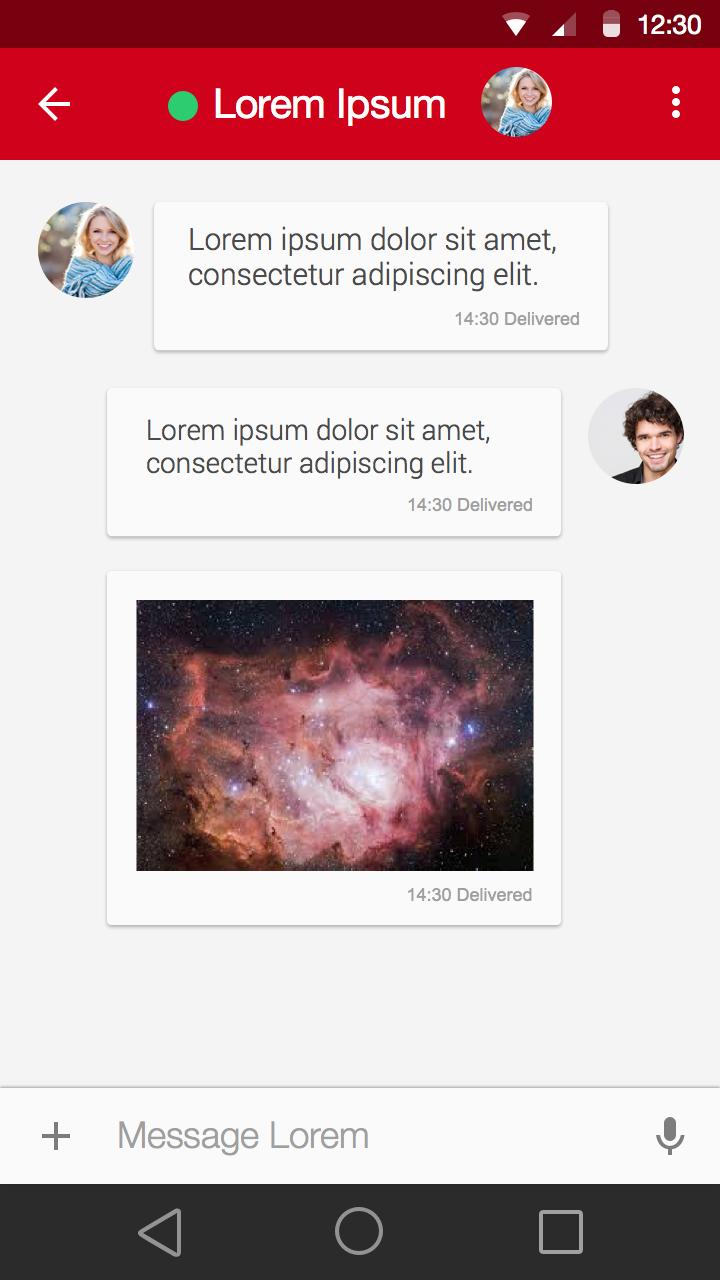 12:30
Lorem Ipsum
Lorem ipsum dolor sit amet,
consectetur adipiscing elit.
14:30 Delivered
Lorem ipsum dolor sit amet,
consectetur adipiscing elit.
14:30 Delivered
14:30 Delivered
Message Lorem